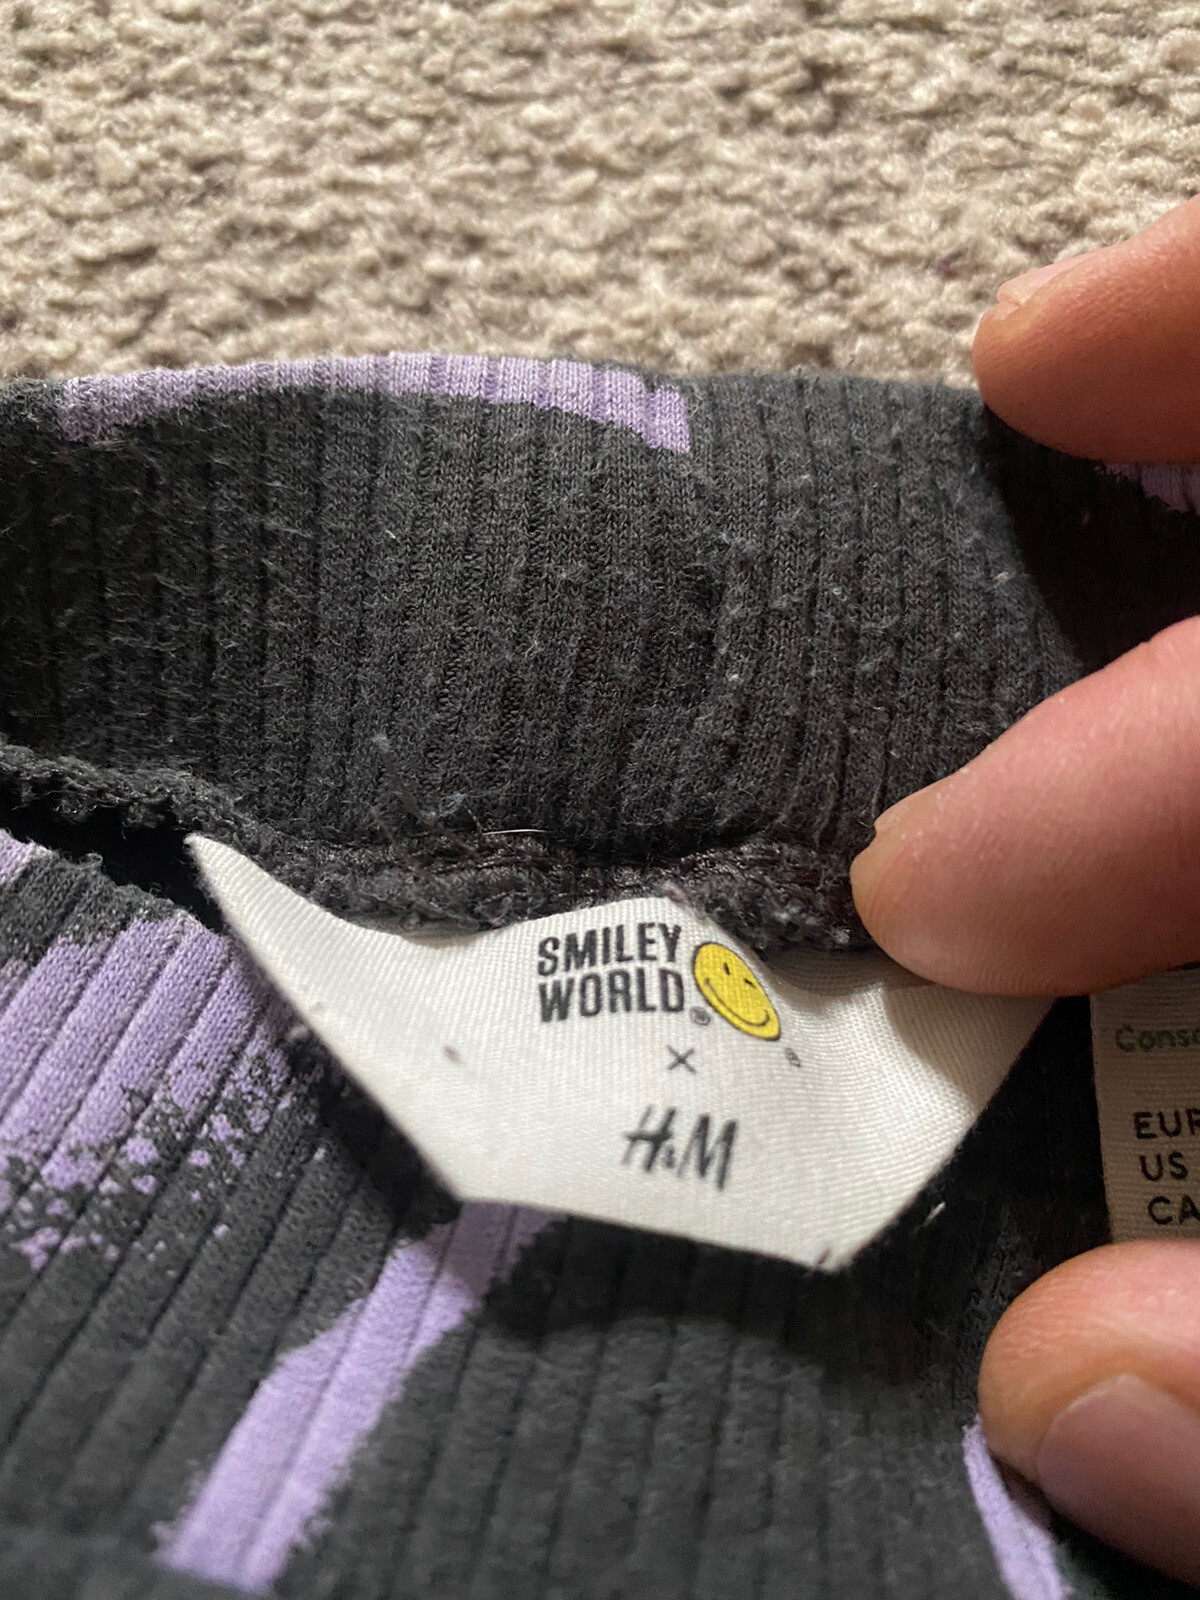 SMILEY
WORLD®
×
H&M
EUR
US
CA